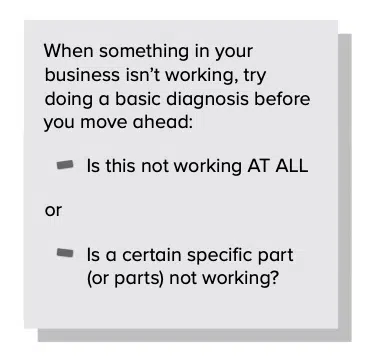 When something in your
business isn’t working, try
doing a basic diagnosis before
you move ahead:
Is this not working AT ALL
or
Is a certain specific part
(or parts) not working?